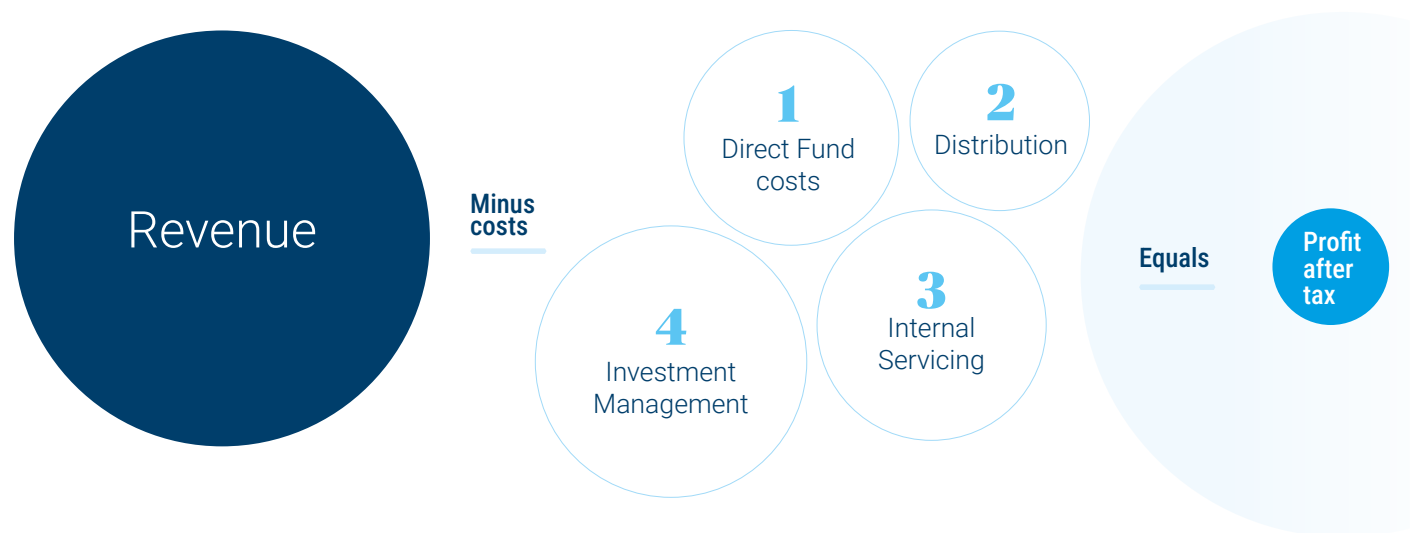 Revenue
Minus
costs
1
Direct Fund
costs
2
Distribution
3
Internal
Servicing
4
Investment
Management
Equals
Profit
after
tax